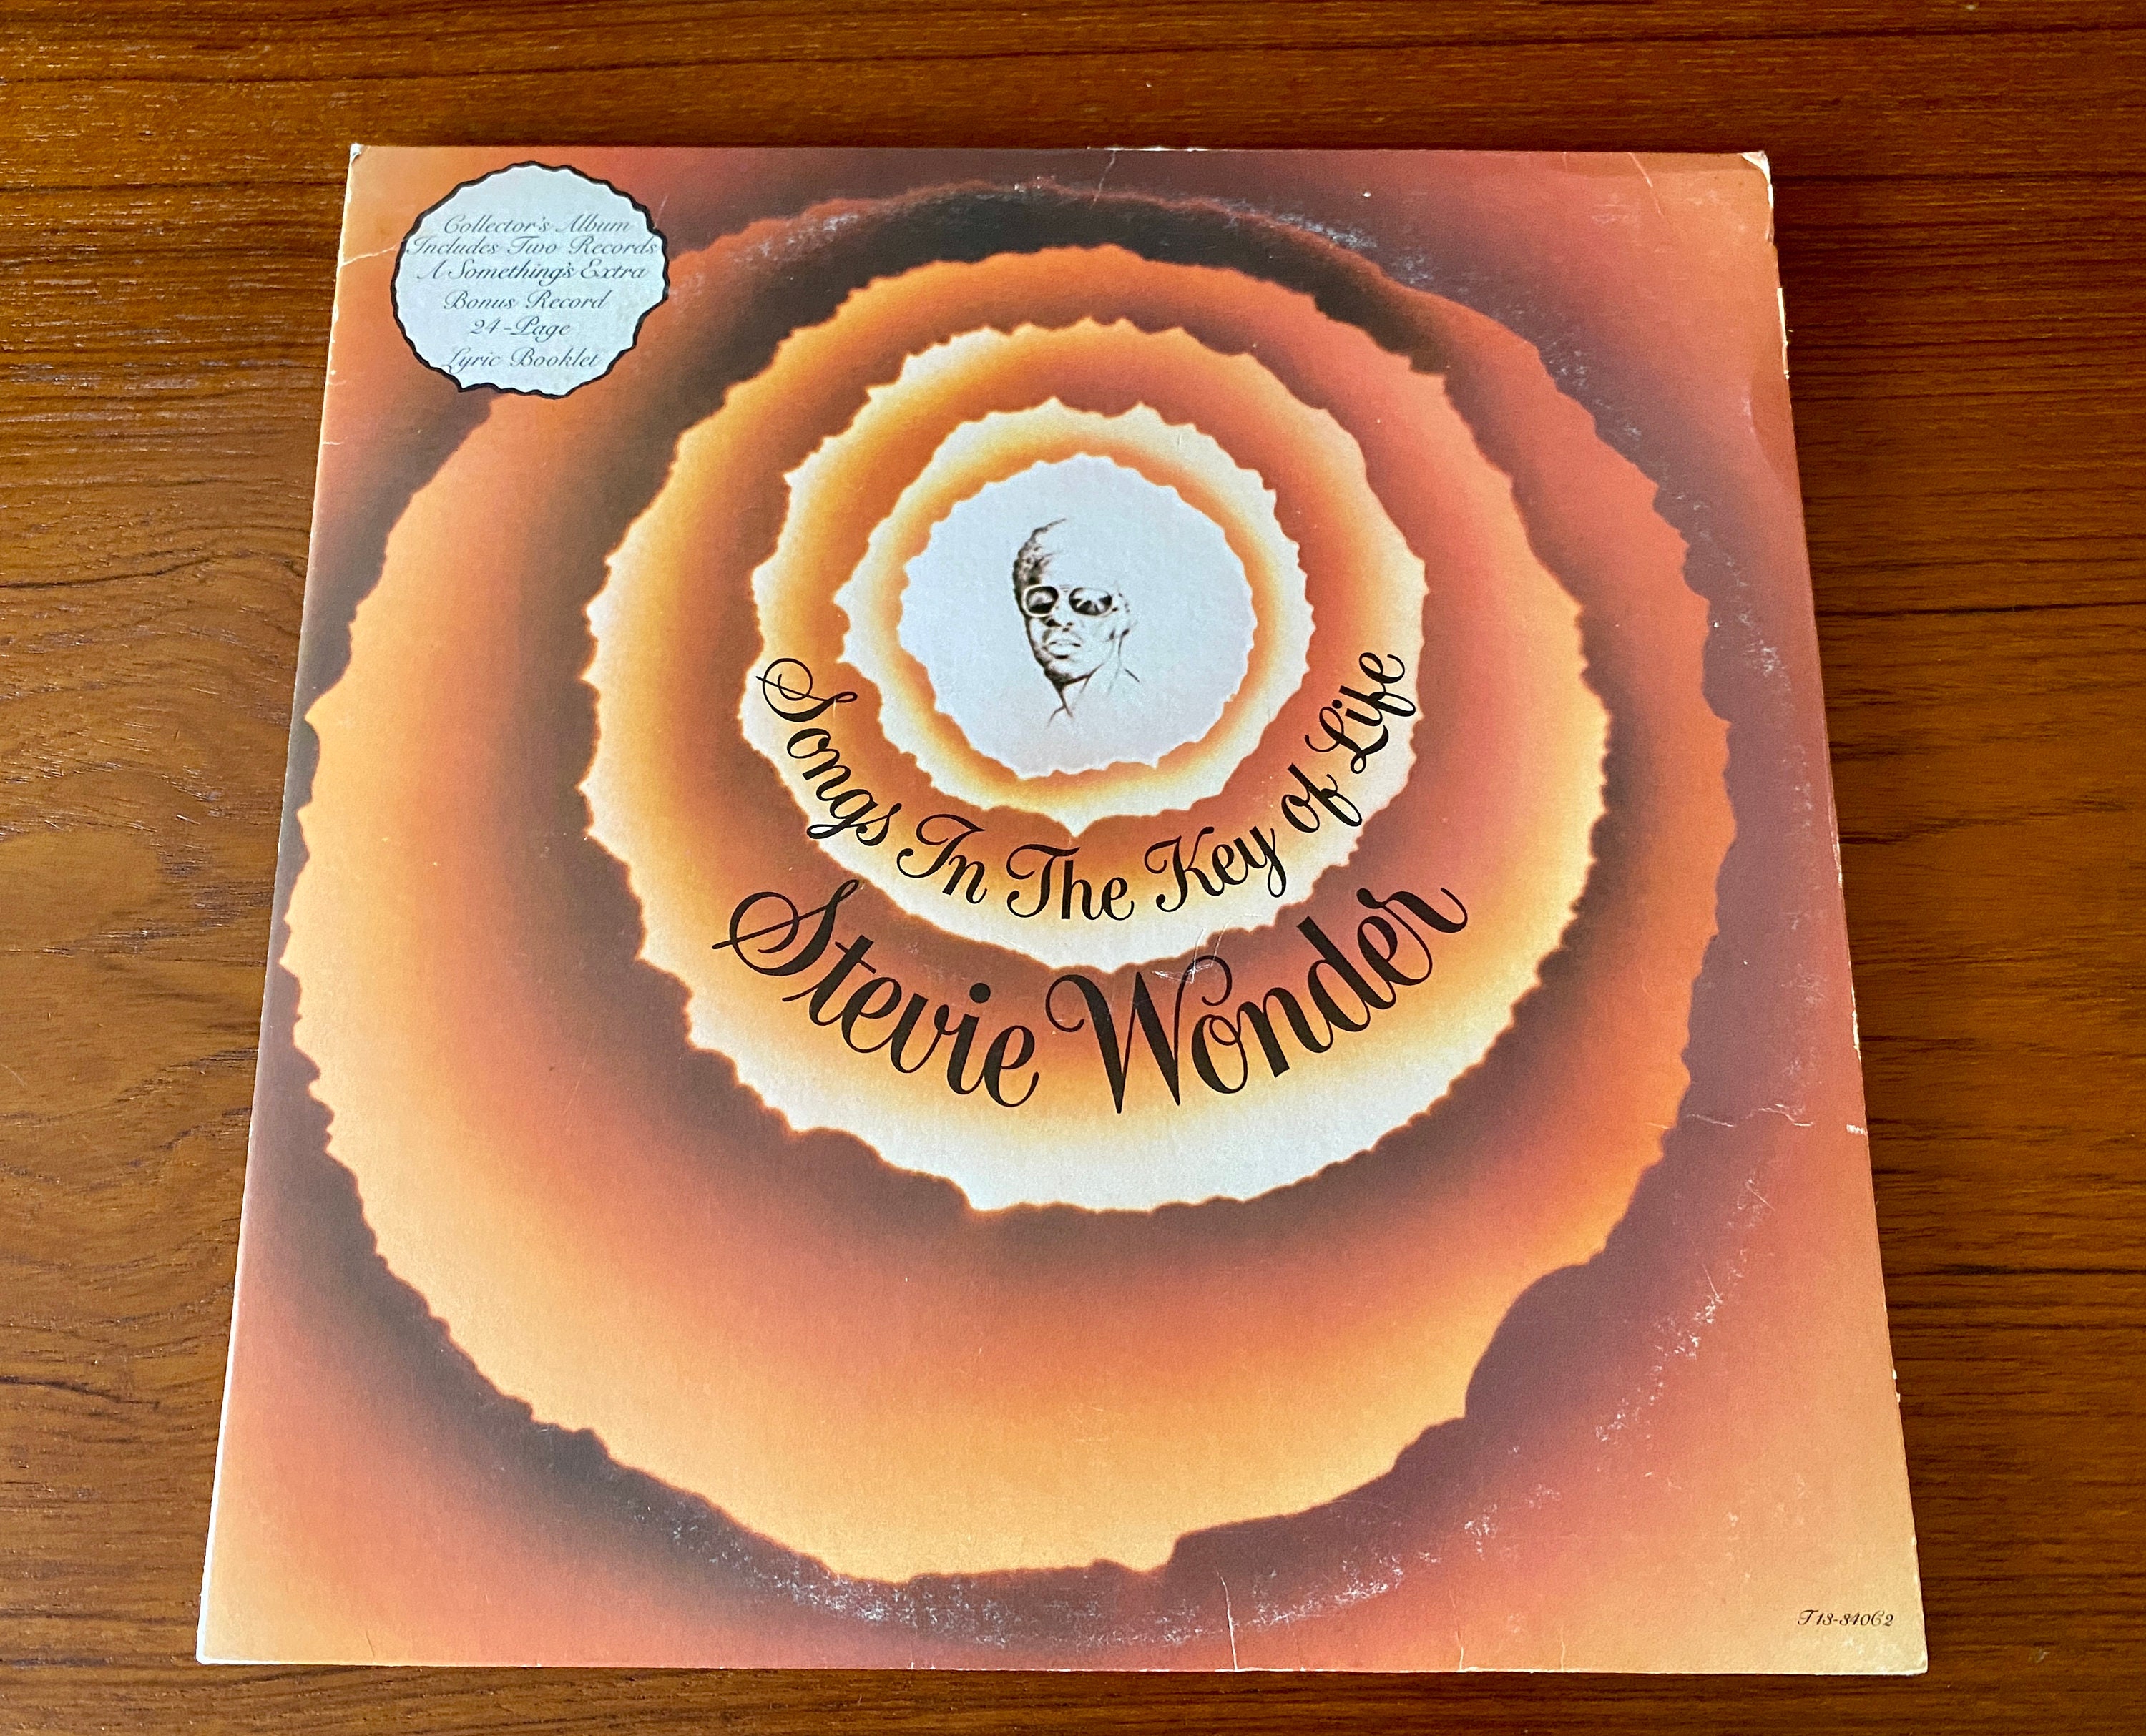 Collector's Album
Includes Two Records
A Something's Extra
Bonus Record
24-Page
Lyric Booklet
Songs In The Key of Life
Stevie Wonder
T13-340C2